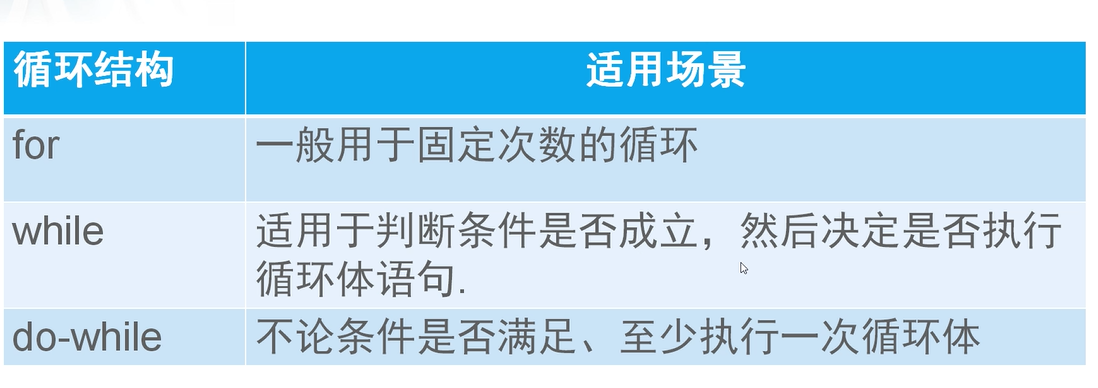 循环结构 适用场景
for 一般用于固定次数的循环
while 适用于判断条件是否成立，然后决定是否执行
循环体语句.
do-while 不论条件是否满足、至少执行一次循环体